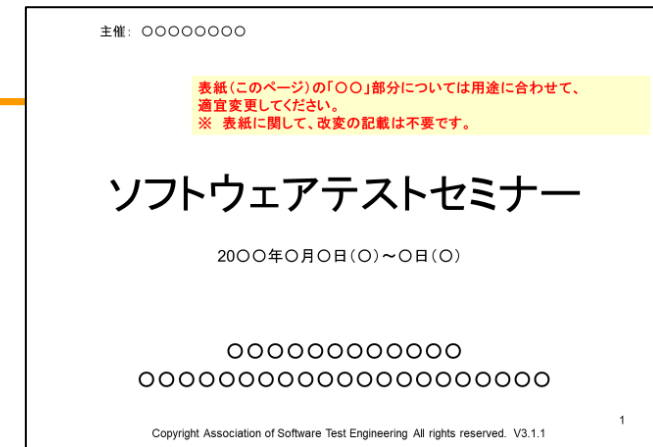 主催： ○○○○○○○○
表紙（このページ）の「○○」部分については用途に合わせて、
適宜変更してください。
※ 表紙に関して、改変の記載は不要です。
ソフトウェアテストセミナー
20○○年○月○日（○）～○日（○）
○○○○○○○○○○○○
○○○○○○○○○○○○○○○○○○○○○
1
Copyright Association of Software Test Engineering All rights reserved. V3.1.1